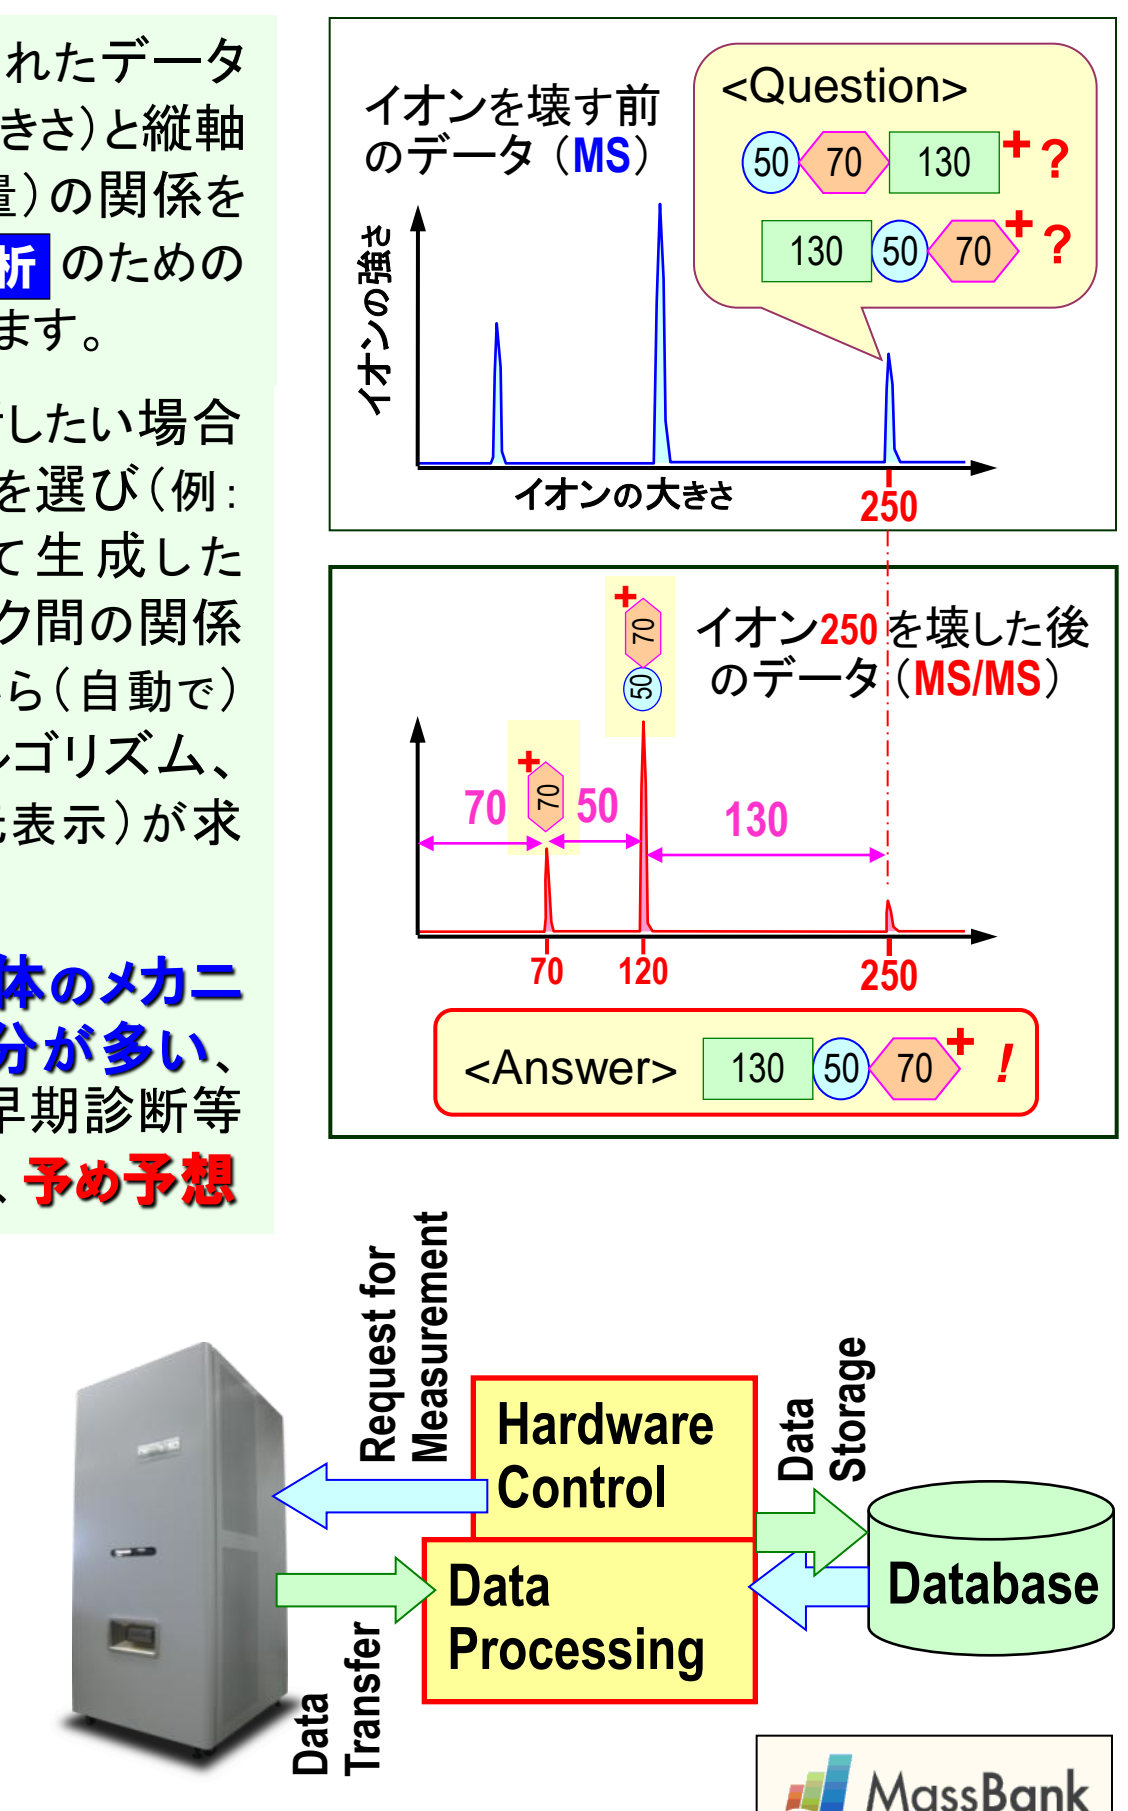 れたデータ
きさ）と縦軸
量）の関係を
析 のための
ます。
したい場合
を選び（例：
て生成した
ク間の関係
ら（自動で）
ルゴリズム、
元表示）が求
体のメカニ
分が多い、
早期診断等
、予め予想
イオンを壊す前
のデータ（MS）
<Question>
50 70 130 + ?
130 50 70 + ?
イオンの強さ
イオンの大きさ
250
イオン250を壊した後
のデータ（MS/MS）
+
70
50
+
70
70 50 130
70 120 250
<Answer> 130 50 70 + !
Request for
Measurement
Hardware
Control
Data
Storage
Data
Processing
Database
Data
Transfer
MassBank